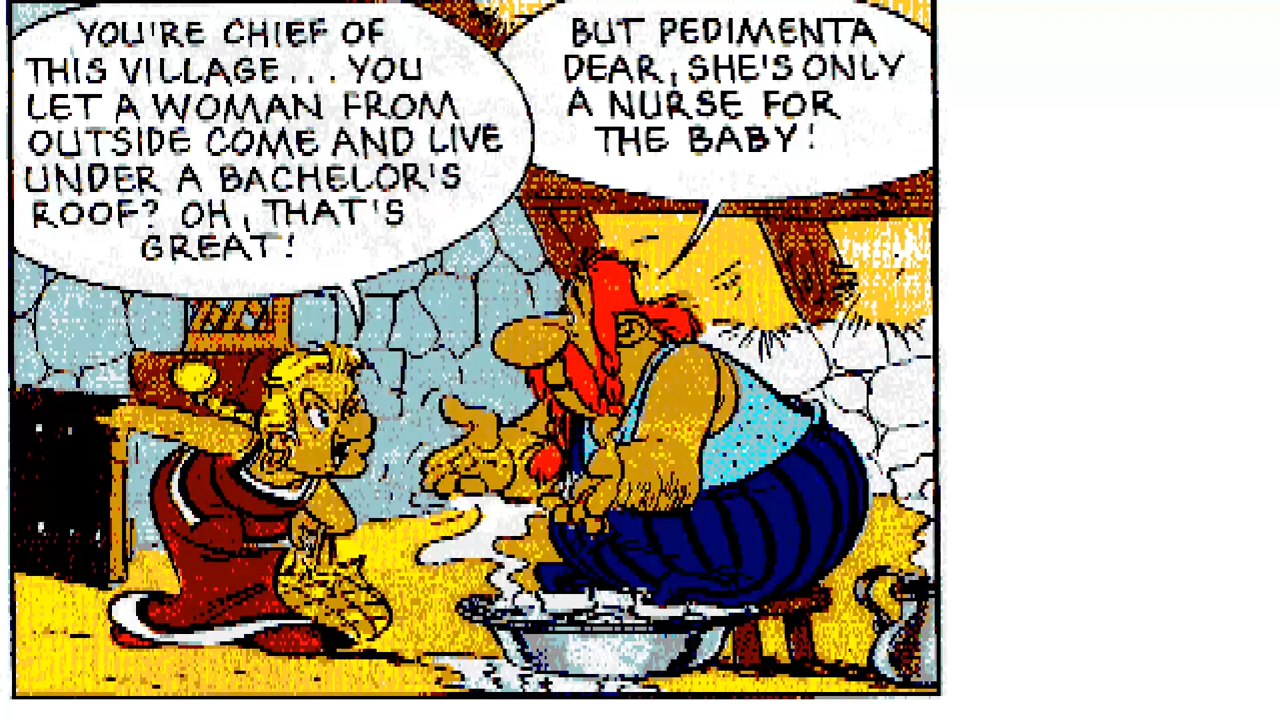 YOU'RE CHIEF OF
THIS VILLAGE... YOU
LET A WOMAN FROM
OUTSIDE COME AND LIVE
UNDER A BACHELOR'S
ROOF? OH, THAT'S
GREAT!
BUT PEDIMENTA
DEAR, SHE'S ONLY
A NURSE FOR
THE BABY!